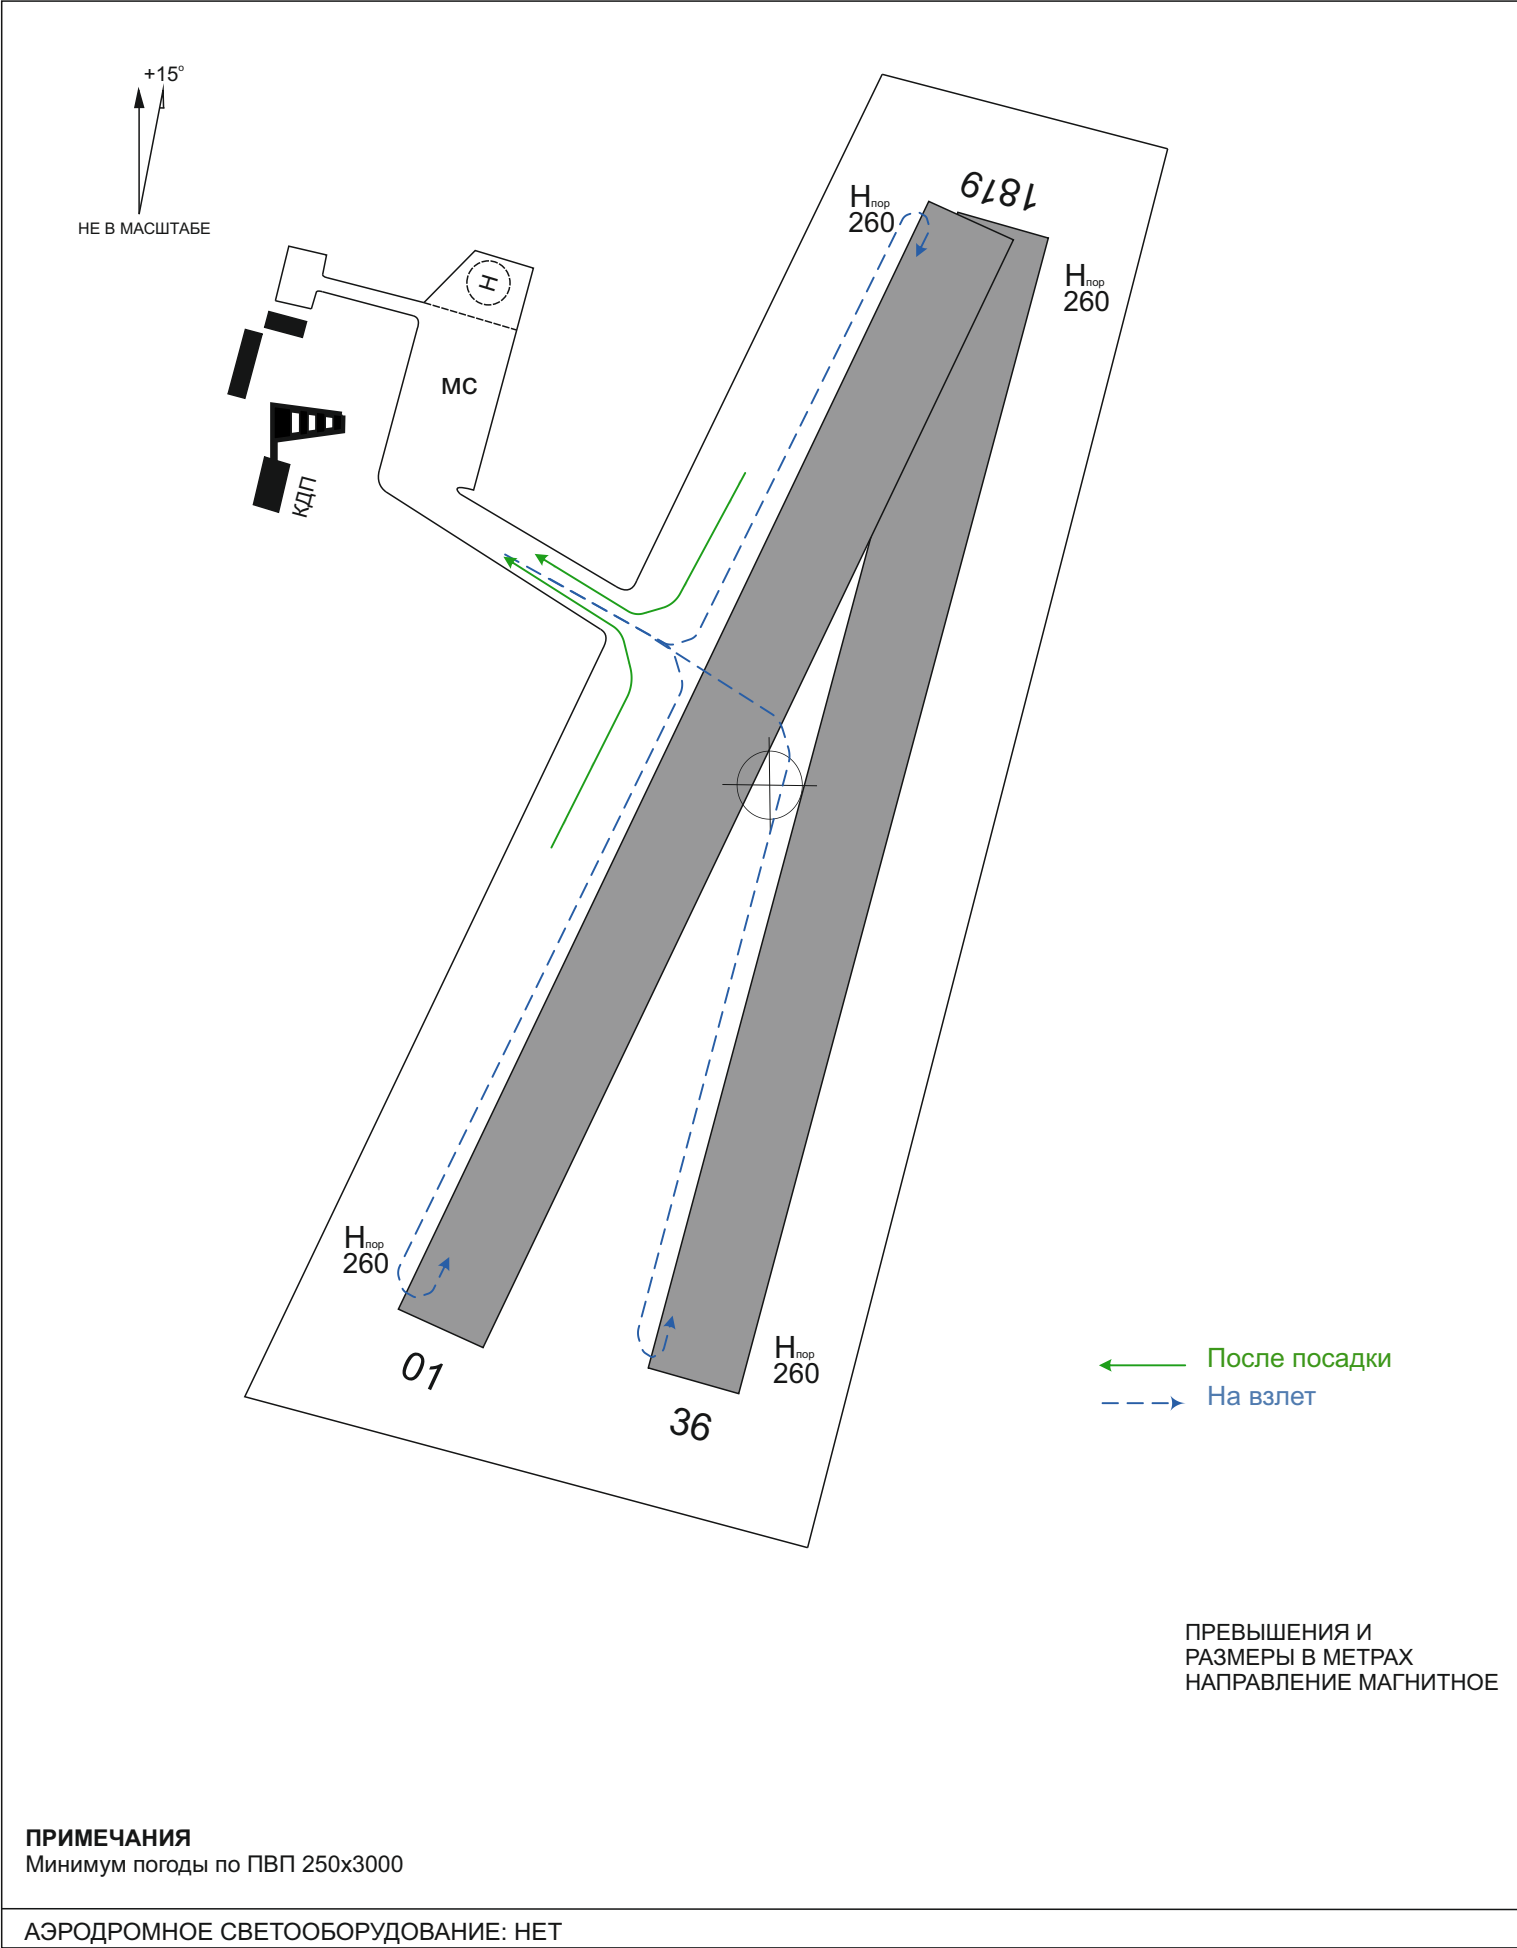 +15°
НЕ В МАСШТАБЕ
1819
Hпор
260
Hпор
260
H
МС
КДП
Hпор
260
01
Hпор
260
36
После посадки
На взлет
ПРЕВЫШЕНИЯ И
РАЗМЕРЫ В МЕТРАХ
НАПРАВЛЕНИЕ МАГНИТНОЕ
ПРИМЕЧАНИЯ
Минимум погоды по ПВП 250х3000
АЭРОДРОМНОЕ СВЕТООБОРУДОВАНИЕ: НЕТ